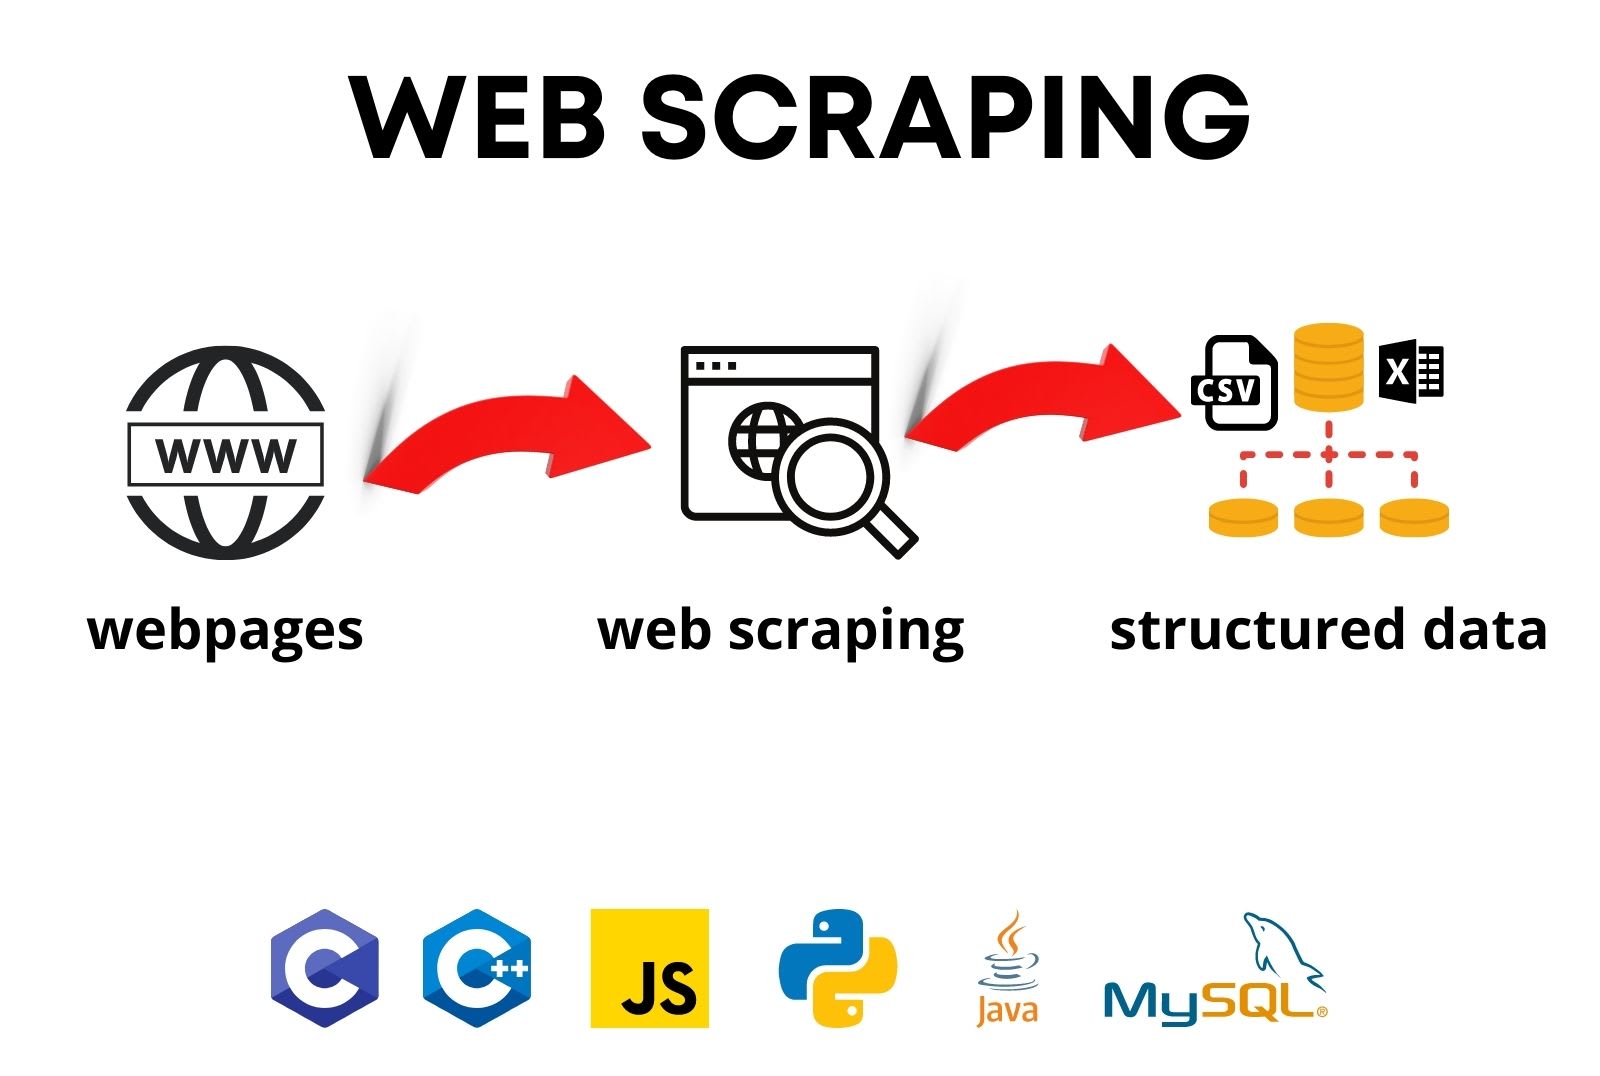 WEB SCRAPING
WWW
CSV
X
webpages
web scraping
structured data
C
C++
JS
Java
MySQL®